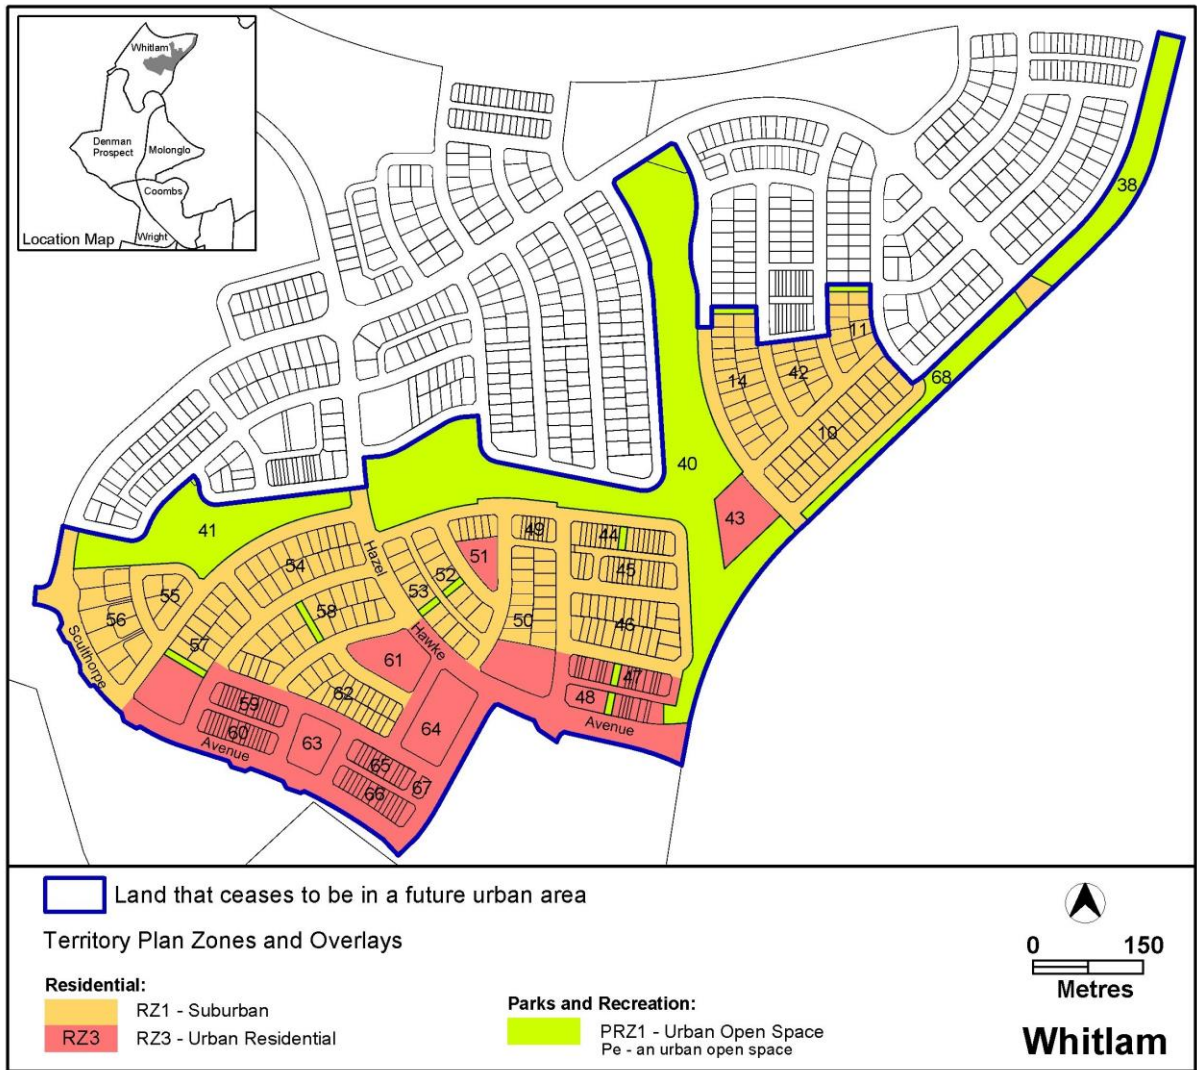 Whitlam
Denman
Prospect
Molonglo
Coombs
Wright
Location Map
38
11
42
14
68
10
40
43
41
49
44
51
45
Hazel
54
52
53
55
58
56
50
46
57
Hawke
Sculthorpe
61
47
62
48
59
64
60
63
Avenue
Avenue
65
67
66
Land that ceases to be in a future urban area
Territory Plan Zones and Overlays
0 150
Metres
Residential:
RZ1 - Suburban
RZ3 RZ3 - Urban Residential
Parks and Recreation:
PRZ1 - Urban Open Space
Pe - an urban open space
Whitlam